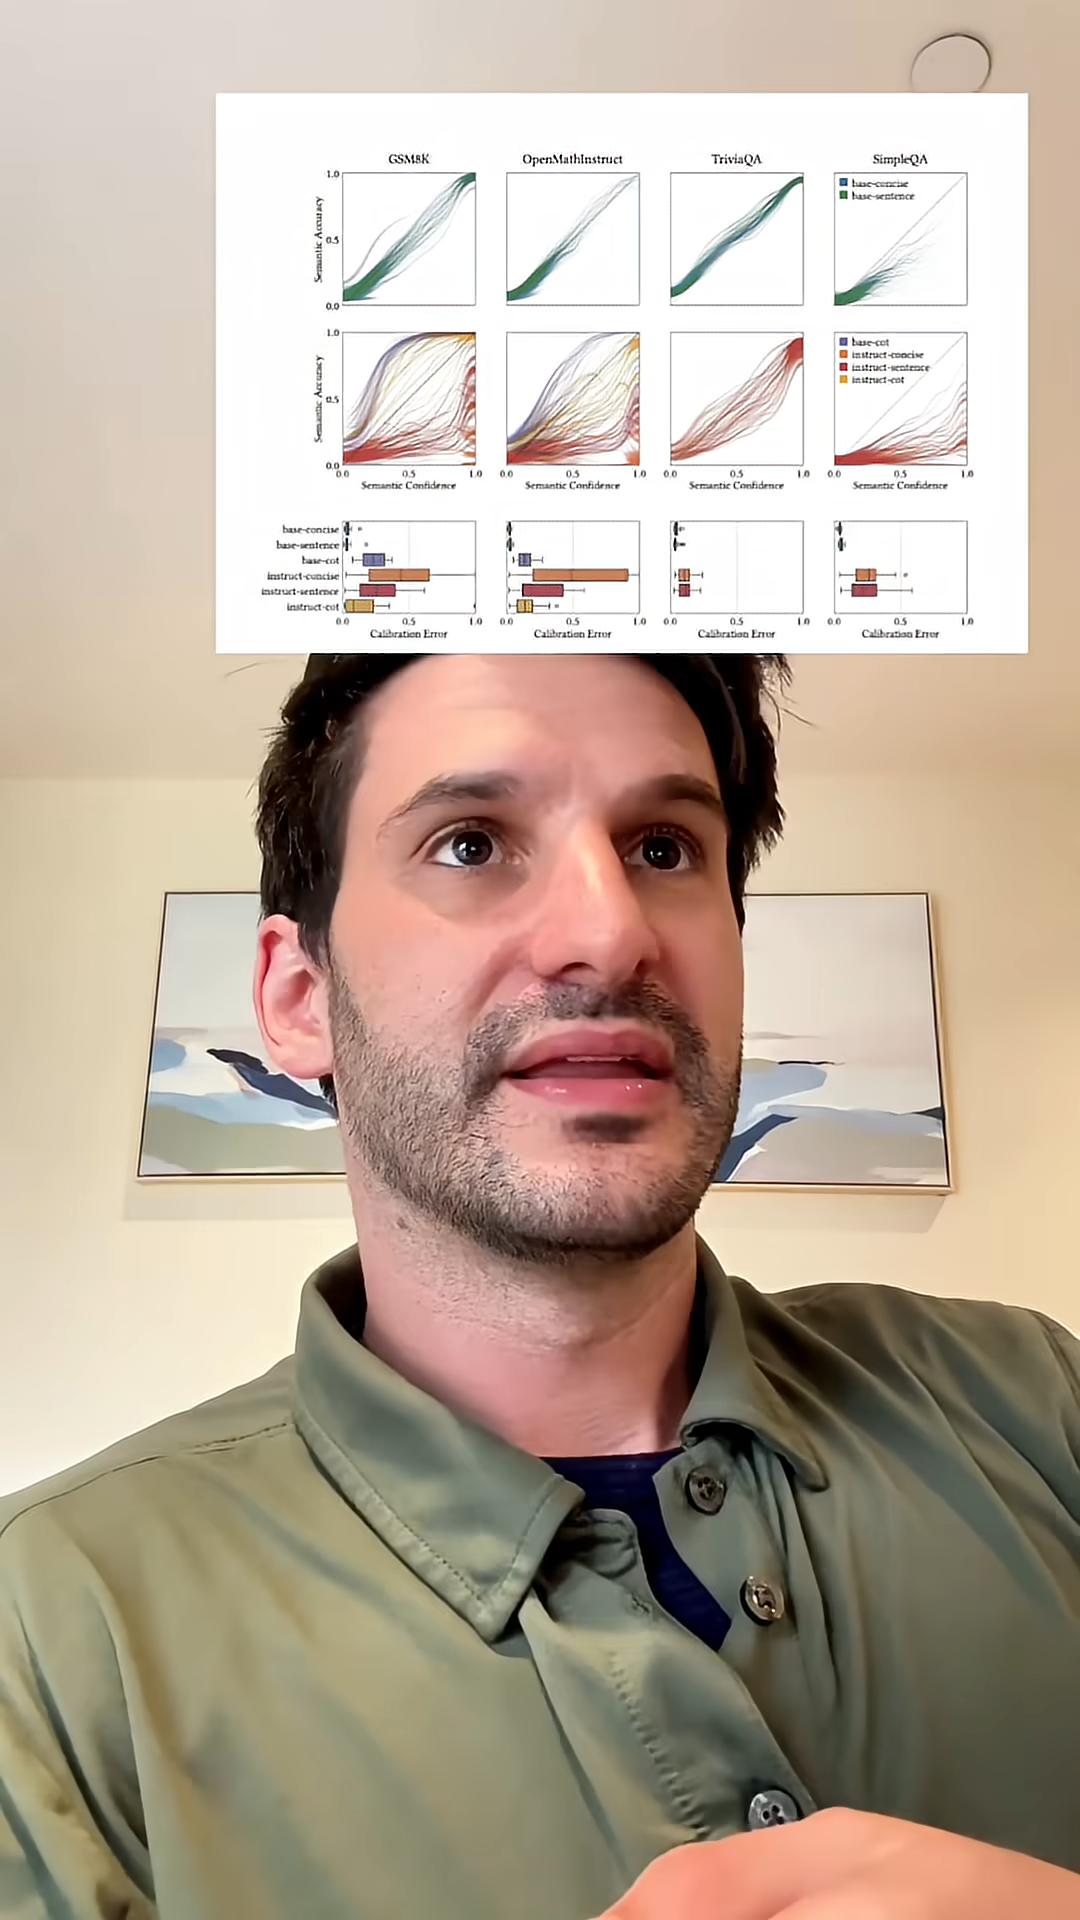 GSM8K OpenMathInstruct TriviaQA SimpleQA
1.0
Semantic Accuracy
0.5
0.0
base-concise
base-sentence
1.0
Semantic Accuracy
0.5
0.0
base-cot
instruct-concise
instruct-sentence
instruct-cot
0.0 0.5 1.0 0.0 0.5 1.0 0.0 0.5 1.0 0.0 0.5 1.0
Semantic Confidence Semantic Confidence Semantic Confidence Semantic Confidence
base-concise
base-sentence
base-cot
instruct-concise
instruct-sentence
instruct-cot
0.0 0.5 1.0 0.0 0.5 1.0 0.0 0.5 1.0 0.0 0.5 1.0
Calibration Error Calibration Error Calibration Error Calibration Error